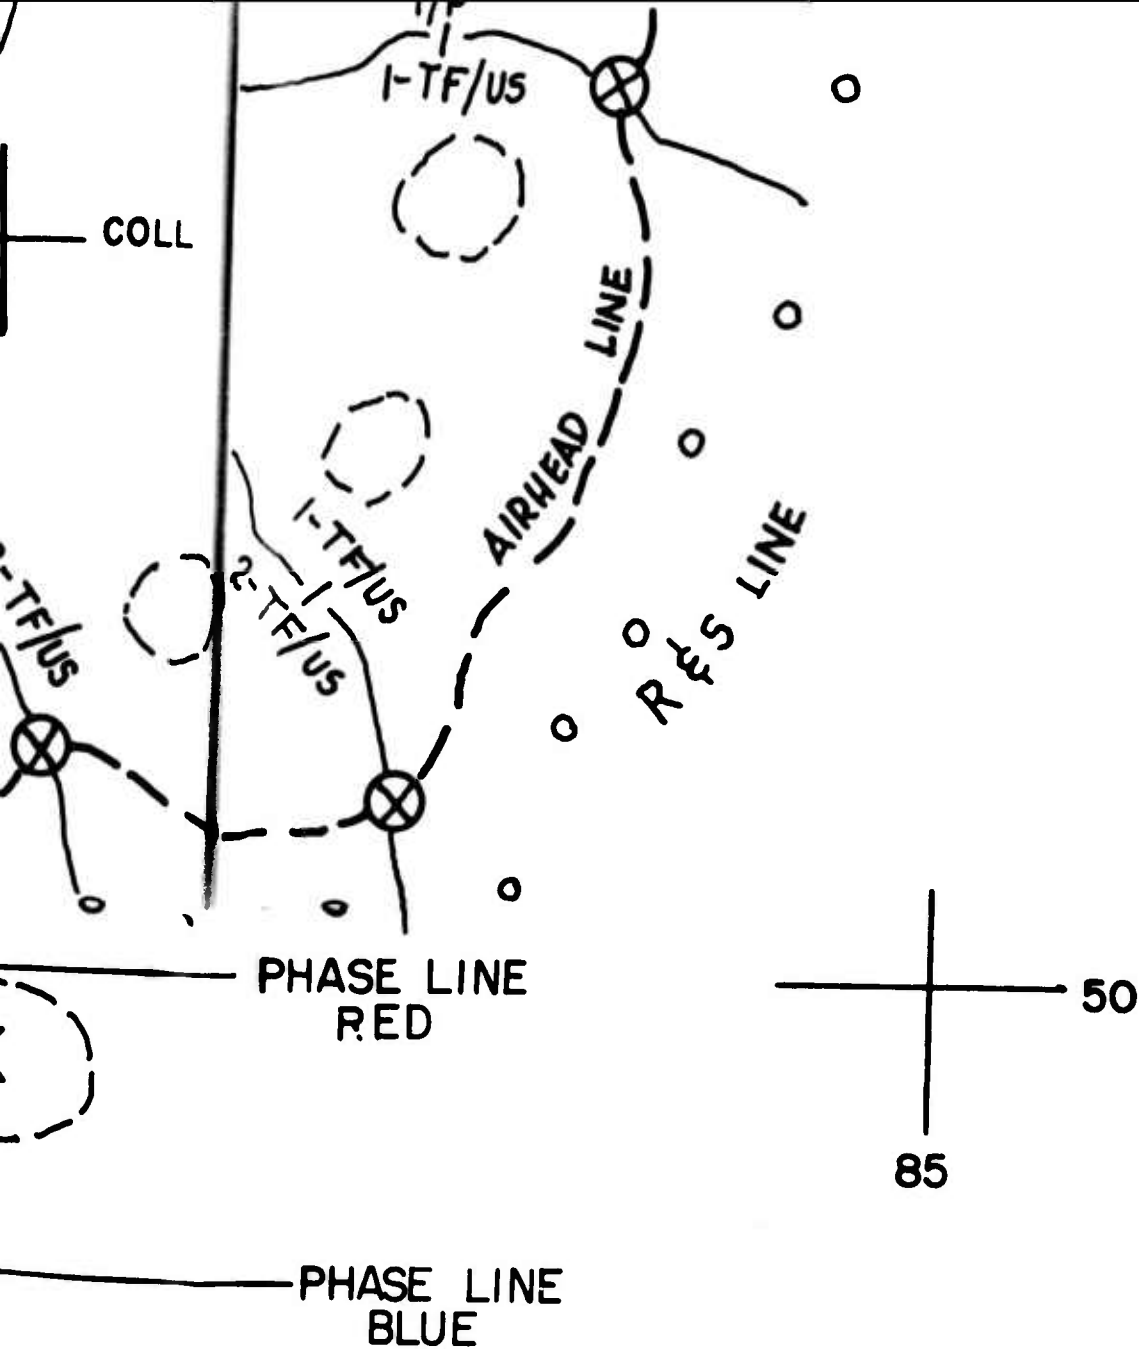 1-TF/US
COLL
LINE
AIRHEAD
1-TF/US
2-TF/US
-TF/US
R&S LINE
PHASE LINE
RED
50
85
PHASE LINE
BLUE